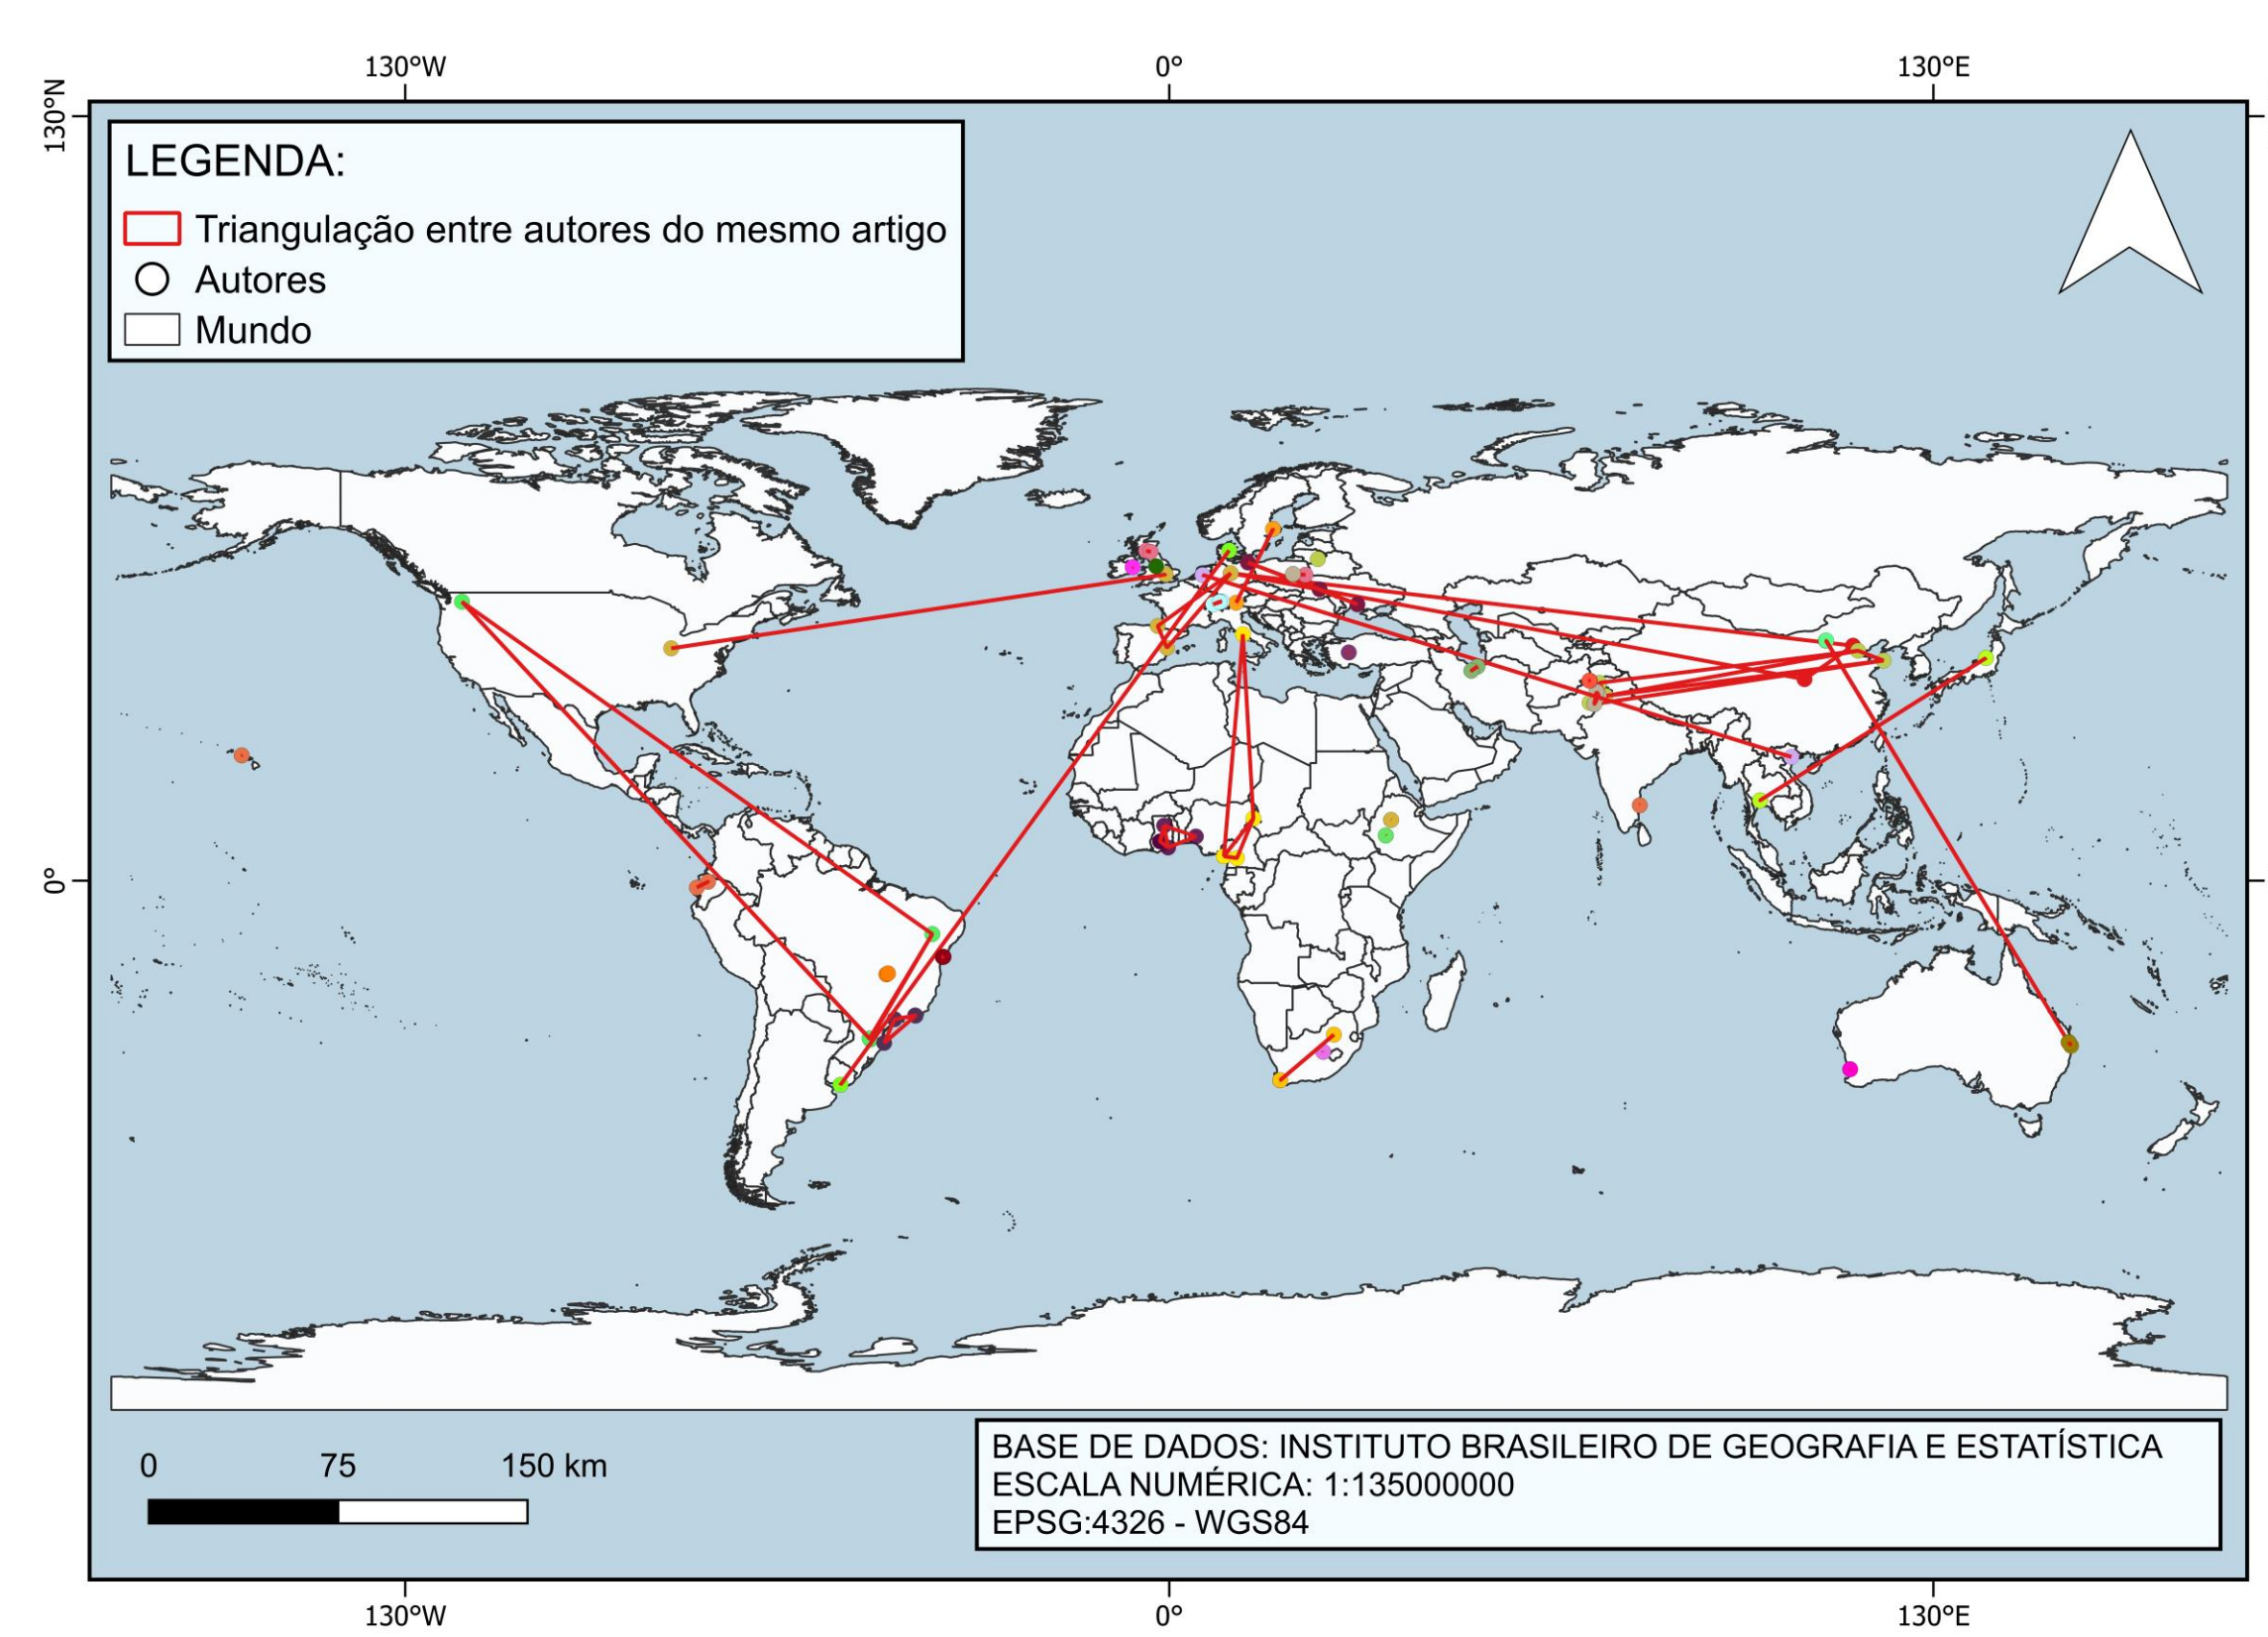 130°W 0° 130°E
130°N
LEGENDA:
Triangulação entre autores do mesmo artigo
Autores
Mundo
0°
0 75 150 km
BASE DE DADOS: INSTITUTO BRASILEIRO DE GEOGRAFIA E ESTATÍSTICA
ESCALA NUMÉRICA: 1:135000000
EPSG:4326 - WGS84
130°W 0° 130°E